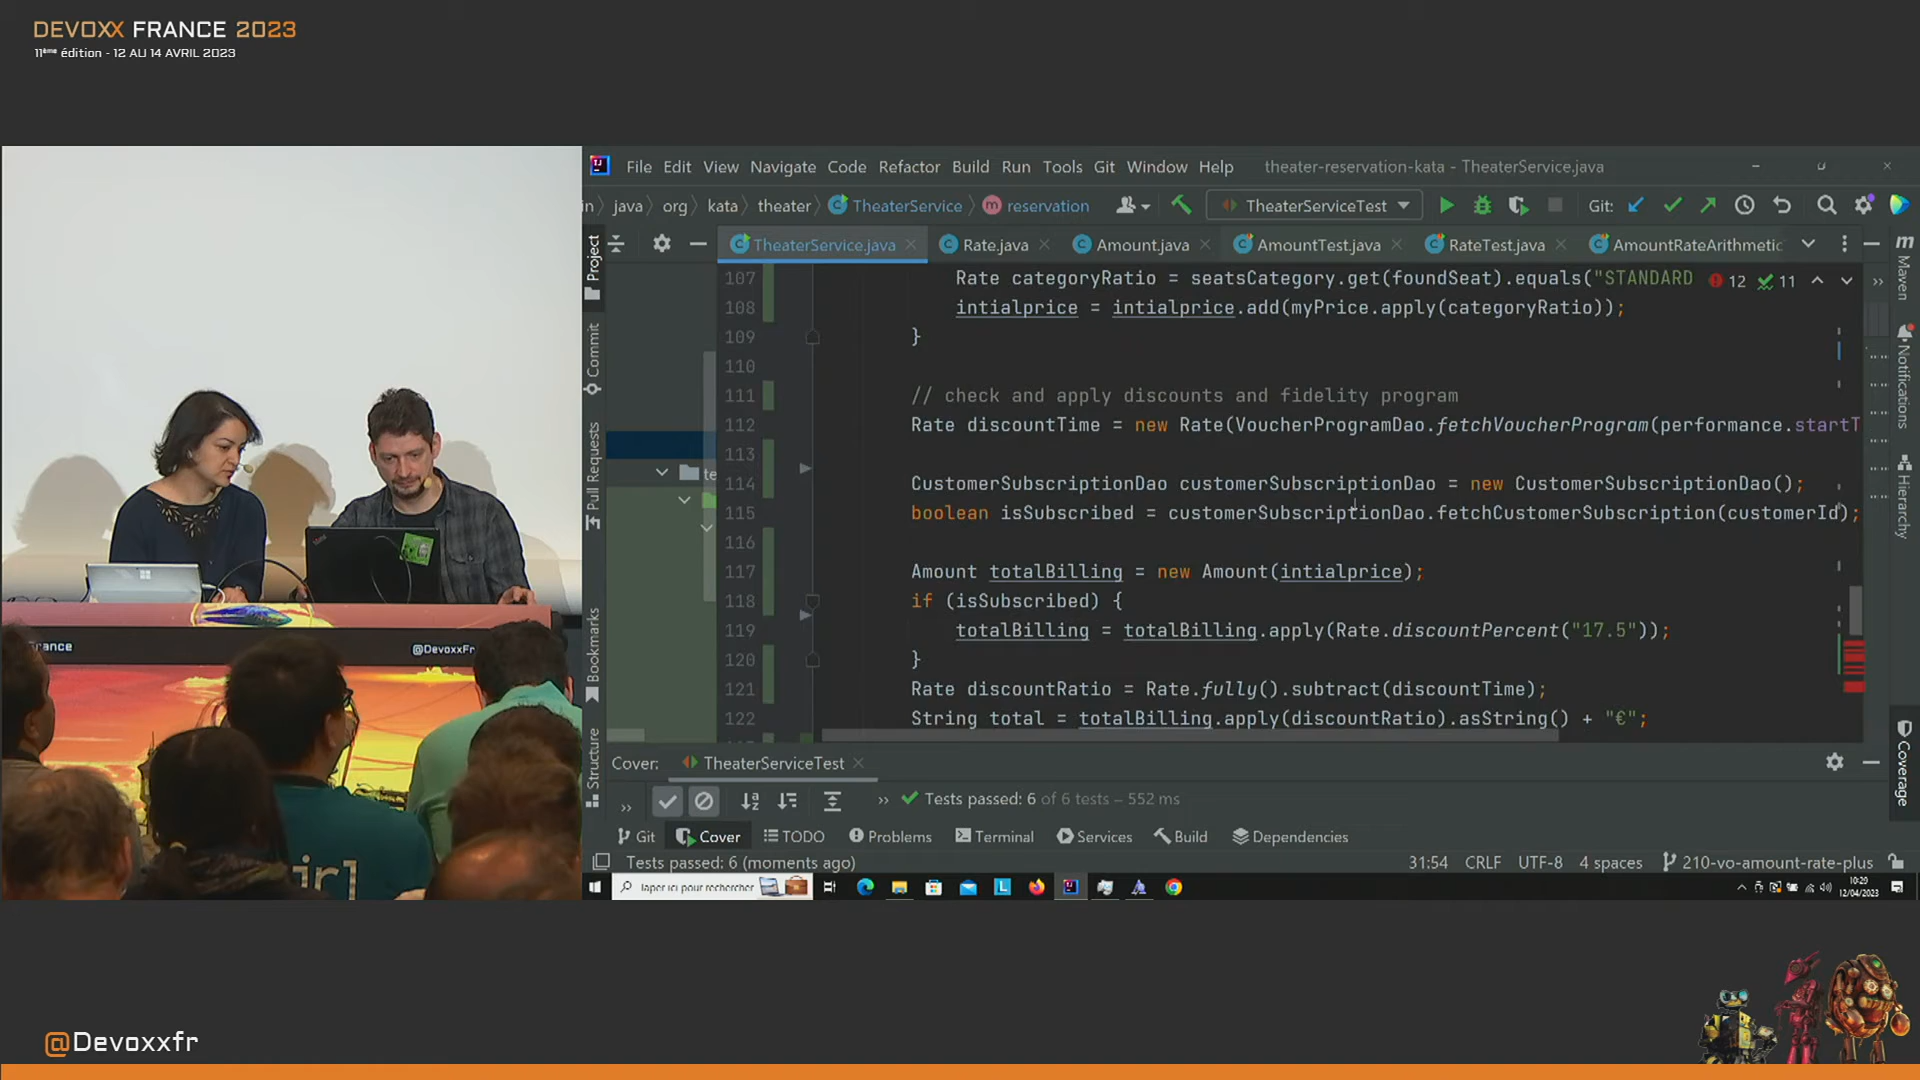 DEVOXX FRANCE 2023
11ème édition - 12 AU 14 AVRIL 2023
File Edit View Navigate Code Refactor Build Run Tools Git Window Help theater-reservation-kata - TheaterService.java
java org kata theater TheaterService reservation TheaterServiceTest Git:
TheaterService.java Rate.java Amount.java AmountTest.java RateTest.java AmountRateArithmetic
107 Rate categoryRatio = seatsCategory.get(foundSeat).equals("STANDARD 12 11
108 intialprice = intialprice.add(myPrice.apply(categoryRatio));
109 }
110
111 // check and apply discounts and fidelity program
112 Rate discountTime = new Rate(VoucherProgramDao.fetchVoucherProgram(performance.startT
113
114 CustomerSubscriptionDao customerSubscriptionDao = new CustomerSubscriptionDao();
115 boolean isSubscribed = customerSubscriptionDao.fetchCustomerSubscription(customerId);
116
117 Amount totalBilling = new Amount(intialprice);
118 if (isSubscribed) {
119 totalBilling = totalBilling.apply(Rate.discountPercent("17.5"));
120 }
121 Rate discountRatio = Rate.fully().subtract(discountTime);
122 String total = totalBilling.apply(discountRatio).asString() + "€";
Project
Commit
Pull Requests
Bookmarks
Structure
Maven
Notifications
Hierarchy
Coverage
Cover: TheaterServiceTest
Tests passed: 6 of 6 tests – 552 ms
Git Cover TODO Problems Terminal Services Build Dependencies
Tests passed: 6 (moments ago) 31:54 CRLF UTF-8 4 spaces 210-vo-amount-rate-plus
Taper ici pour rechercher
10:29
12/04/2023
rance
@DevoxxFr
@Devoxxfr